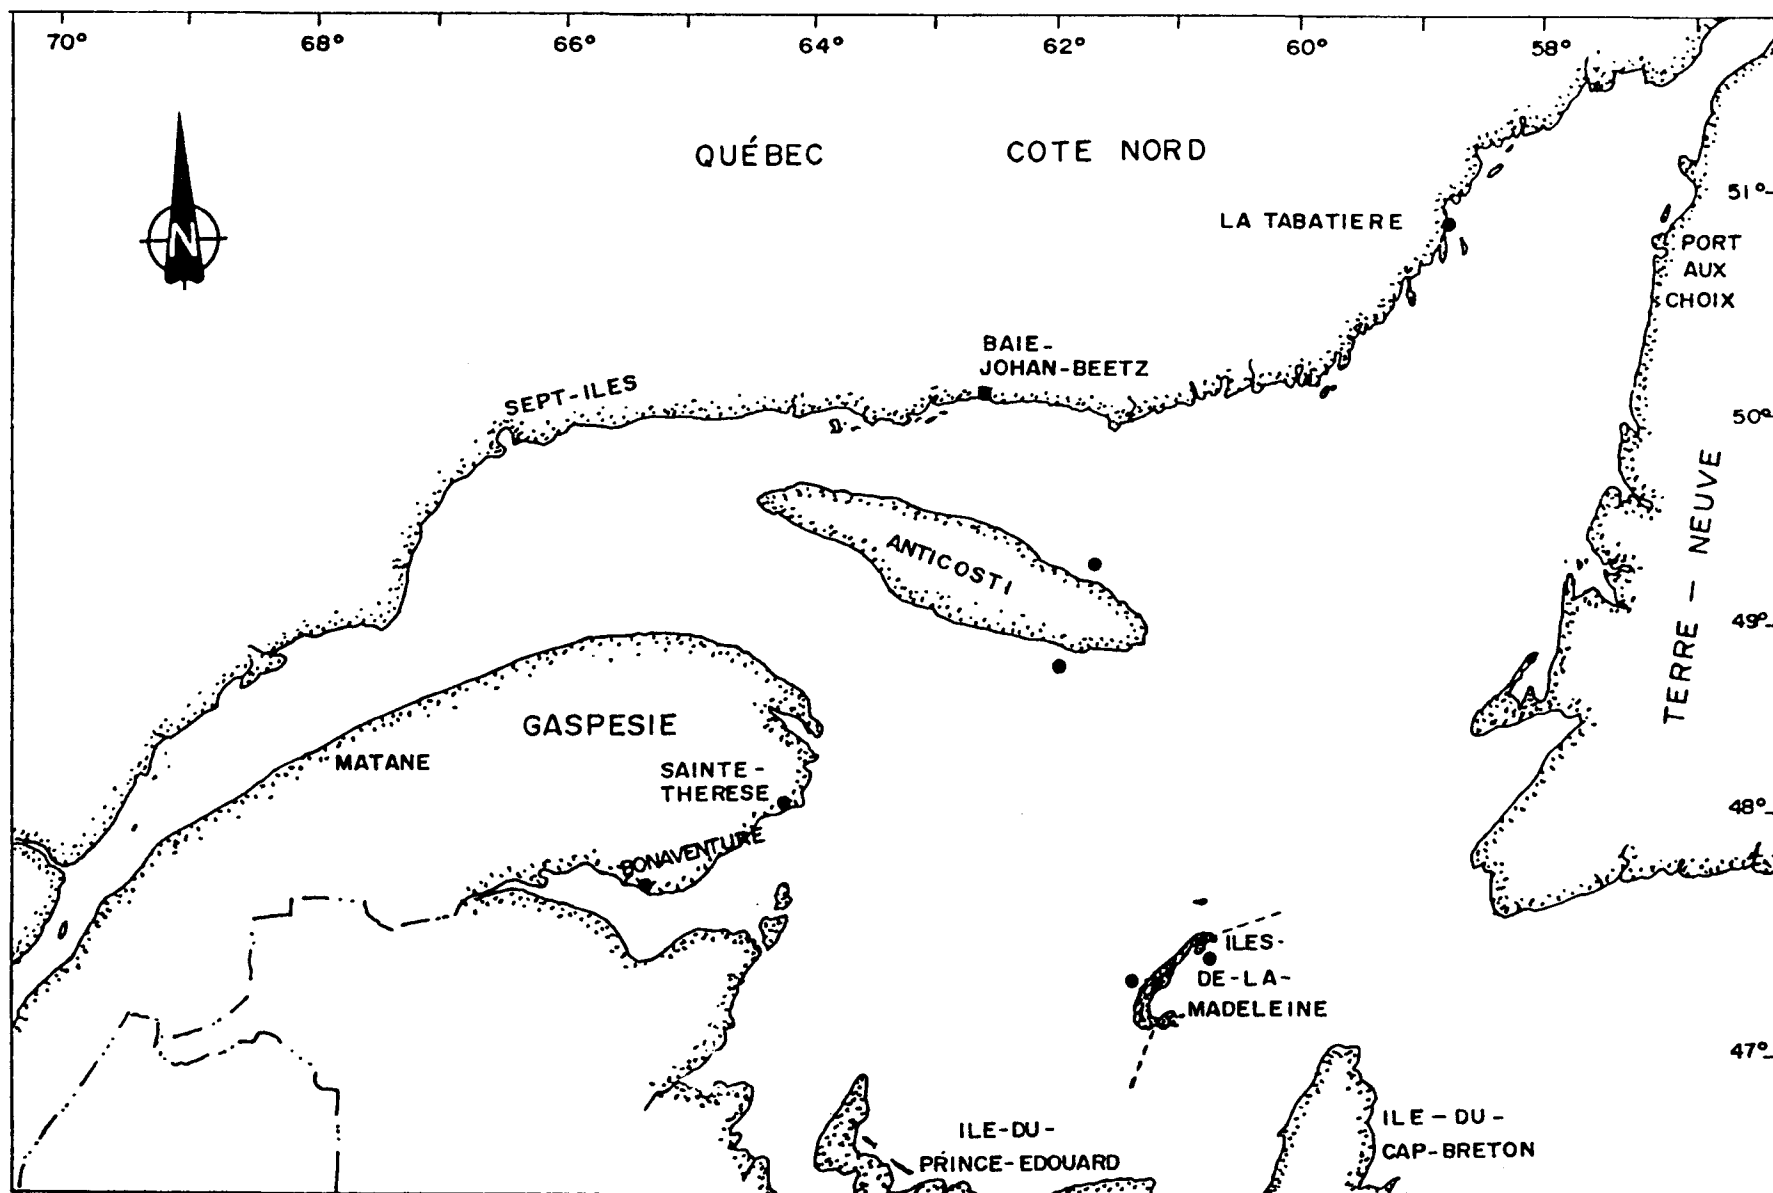 70° 68° 66° 64° 62° 60° 58°
QUÉBEC COTE NORD
51°
LA TABATIERE
N
PORT
AUX
CHOIX
BAIE-
JOHAN-BEETZ
SEPT-ILES
50°
TERRE - NEUVE
ANTICOSTI
49°
GASPESIE
MATANE
SAINTE-
THERESE
48°
BONAVENTURE
ILES-
DE-LA-
MADELEINE
47°
ILE-DU-
PRINCE-EDOUARD
ILE-DU-
CAP-BRETON